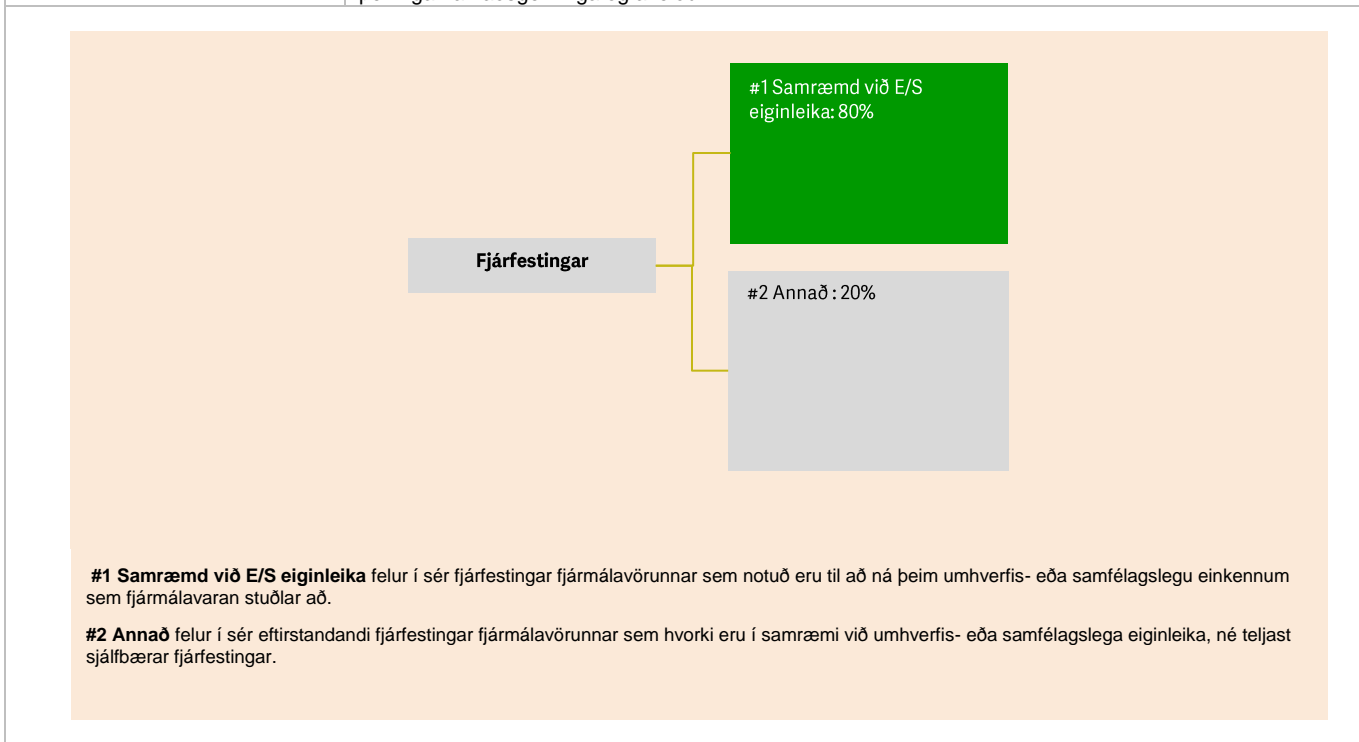 #1 Samræmd við E/S
eiginleika: 80%
Fjárfestingar
#2 Annað : 20%
#1 Samræmd við E/S eiginleika felur í sér fjárfestingar fjármálavörunnar sem notuð eru til að ná þeim umhverfis- eða samfélagslegu einkennum
sem fjármálavaran stuðlar að.
#2 Annað felur í sér eftirstandandi fjárfestingar fjármálavörunnar sem hvorki eru í samræmi við umhverfis- eða samfélagslega eiginleika, né teljast
sjálfbærar fjárfestingar.